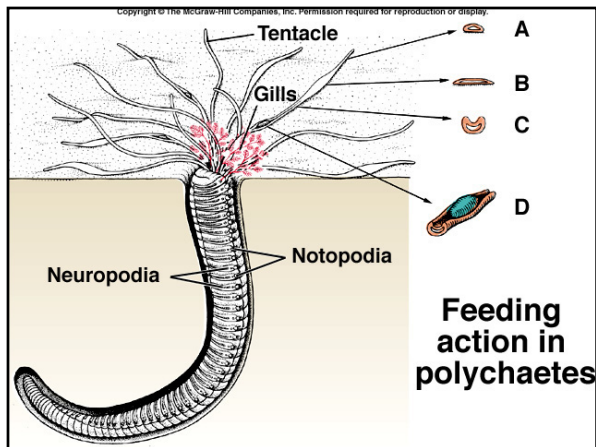 Copyright © The McGraw-Hill Companies, Inc. Permission required for reproduction or display.
Tentacle
A
B
Gills
C
D
Notopodia
Neuropodia
Feeding
action in
polychaetes